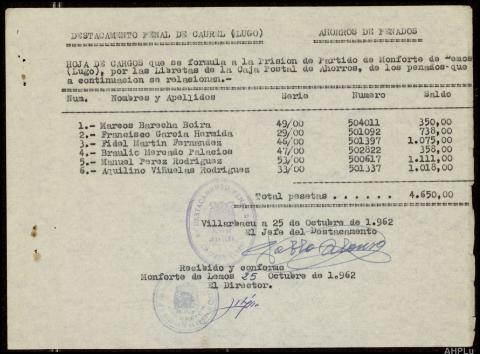 DESTACAMENTO PENAL DE CAUREL (LUGO) AHORROS DE PENADOS
HOJA DE CARGOS que se formula a la Prision de Partido de Monforte de Lemos
(Lugo), por las Libretas de la Caja Postal de Ahorros, de los penados que
a continuacion se relacionan.-
Num. Nombres y Apellidos Serie Numero Saldo
1.- Marcos Barecha Boira 49/00 504011 350,00
2.- Francisco Garcia Hermida 29/00 501092 738,00
3.- Fidel Martin Fernandez 46/00 501397 1.075,00
4.- Braulic Mercado Palacios 47/00 502822 358,00
5.- Manuel Perez Rodriguez 53/00 500617 1.111,00
6.- Aquilino Viñuelas Rodriguez 33/00 501337 1.018,00
Total pesetas . . . . . . 4.650,00
Villarbacu a 25 de Octubre de 1.962
El Jefe del Destacamento
Recibido y conforme
Monforte de Lemos 25 Octubre de 1.962
El Director.
AHPLu